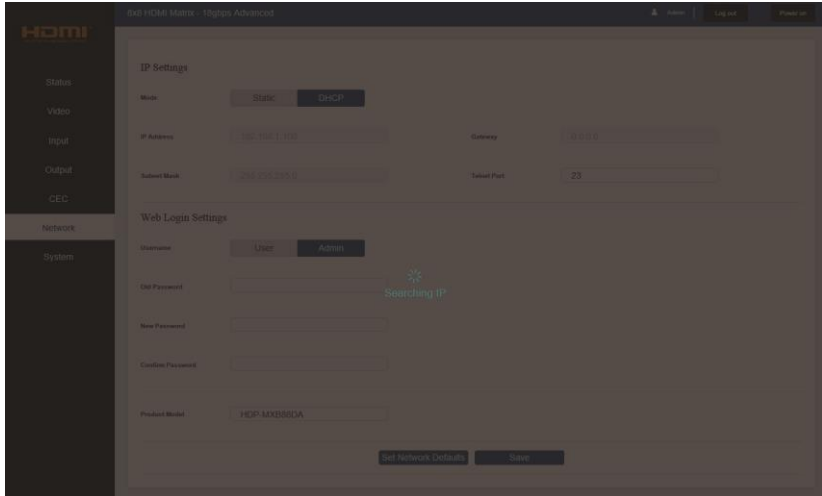 8x8 HDMI Matrix - 18gbps Advanced
Admin
Log out
Power on
HDMI
Status
Video
Input
Output
CEC
Network
System
IP Settings
Mode
Static
DHCP
IP Address
Gateway
Subnet Mask
Telnet Port
23
Web Login Settings
Username
User
Admin
Old Password
New Password
Confirm Password
Searching IP
Product Model
Set Network Defaults
Save